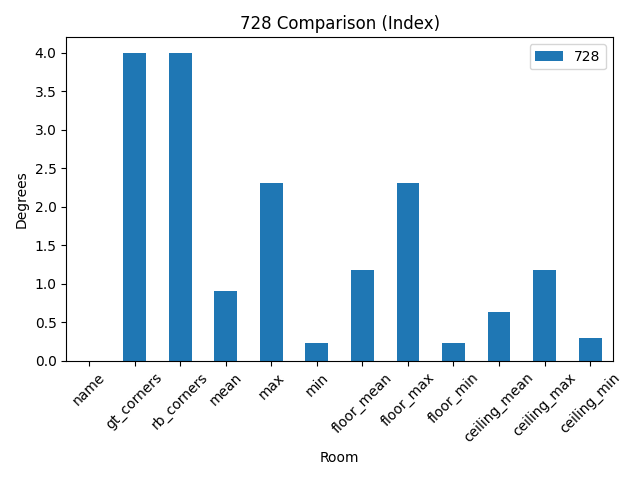 728 Comparison (Index)
728
Degrees
4.0
3.5
3.0
2.5
2.0
1.5
1.0
0.5
0.0
name
gt_corners
rb_corners
mean
max
min
floor_mean
floor_max
floor_min
ceiling_mean
ceiling_max
ceiling_min
Room